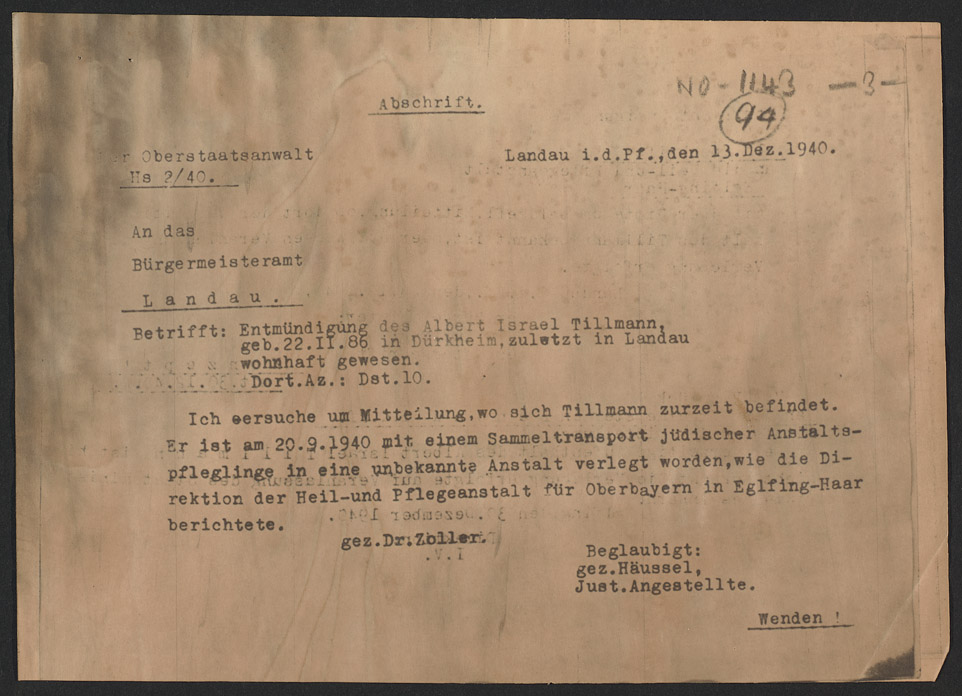 NO-1143 —3—
94
Abschrift.
Oberstaatsanwalt
Landau i.d.Pf.,den 13.Dez.1940.
Hs 2/40.
An das
Bürgermeisteramt
Landau.
Betrifft: Entmündigung des Albert Israel Tillmann,
geb.22.II.86 in Dürkheim,zuletzt in Landau
wohnhaft gewesen.
Dort.Az.: Dst.10.
Ich eersuche um Mitteilung,wo sich Tillmann zurzeit befindet.
Er ist am 20.9.1940 mit einem Sammeltransport jüdischer Anstalts-
pfleglinge in eine unbekannte Anstalt verlegt worden,wie die Di-
rektion der Heil-und Pflegeanstalt für Oberbayern in Eglfing-Haar
berichtete.
gez.Dr.Zoller.
Beglaubigt:
gez.Häussel,
Just.Angestellte.
Wenden !